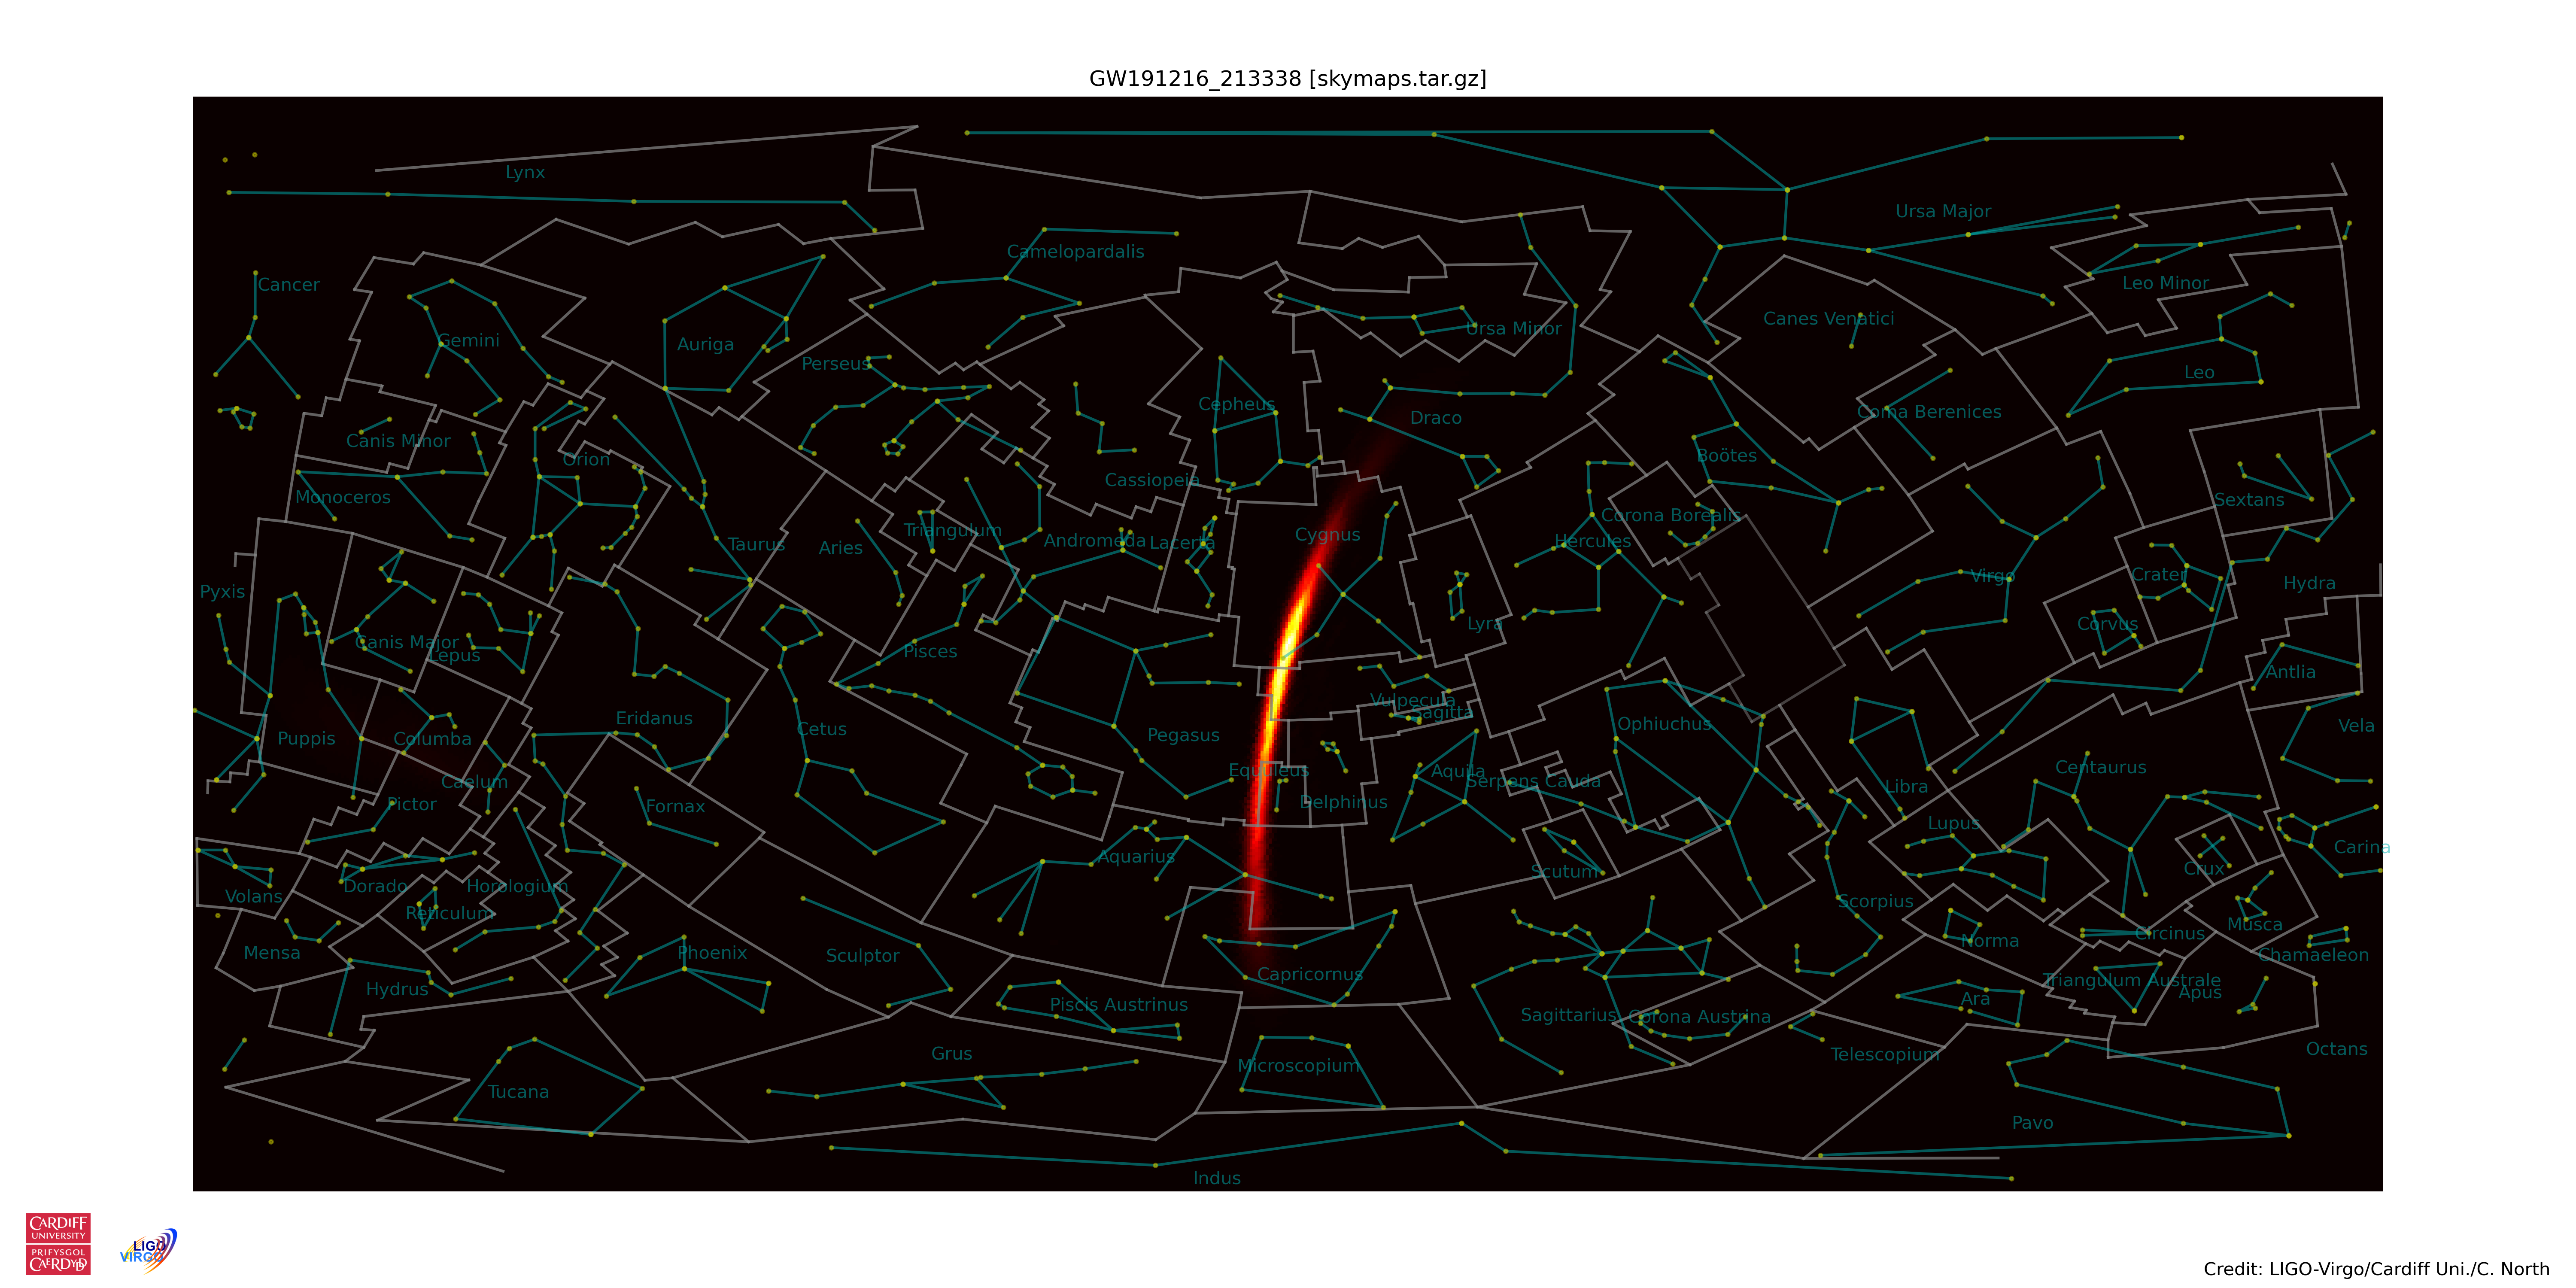 GW191216_213338 [skymaps.tar.gz]
Lynx
Ursa Major
Camelopardalis
Cancer
Leo Minor
Canes Venatici
Ursa Minor
Gemini
Auriga
Perseus
Leo
Cepheus
Coma Berenices
Draco
Canis Minor
Boötes
Orion
Cassiopeia
Monoceros
Sextans
Corona Borealis
Triangulum
Cygnus
Andromeda
Lacerta
Hercules
Taurus
Aries
Virgo
Crater
Hydra
Pyxis
Lyra
Corvus
Canis Major
Pisces
Lepus
Antlia
Vulpecula
Sagitta
Eridanus
Ophiuchus
Vela
Cetus
Pegasus
Puppis
Columba
Centaurus
Equuleus
Aquila
Serpens Cauda
Caelum
Libra
Delphinus
Pictor
Fornax
Lupus
Carina
Aquarius
Crux
Scutum
Dorado
Horologium
Volans
Scorpius
Reticulum
Musca
Circinus
Norma
Mensa
Phoenix
Sculptor
Chamaeleon
Capricornus
Triangulum Australe
Hydrus
Apus
Ara
Piscis Austrinus
Sagittarius
Corona Austrina
Octans
Grus
Telescopium
Microscopium
Tucana
Pavo
Indus
CARDIFF
UNIVERSITY
PRIFYSGOL
CAERDYDD
LIGO
VIRGO
Credit: LIGO-Virgo/Cardiff Uni./C. North